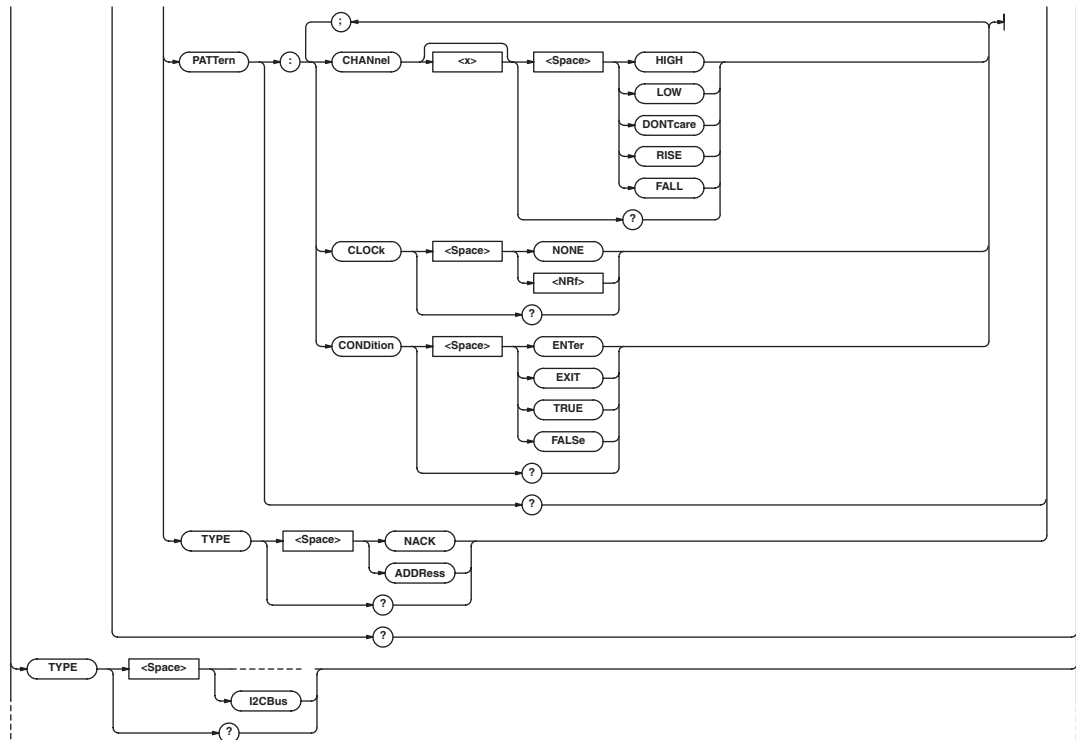 ;
PATTern : CHANnel <x> <Space> HIGH
LOW
DONTcare
RISE
FALL
?
CLOCk <Space> NONE
<NRf>
?
CONDition <Space> ENTer
EXIT
TRUE
FALSe
?
?
TYPE <Space> NACK
ADDRess
?
?
TYPE <Space>
I2CBus
?